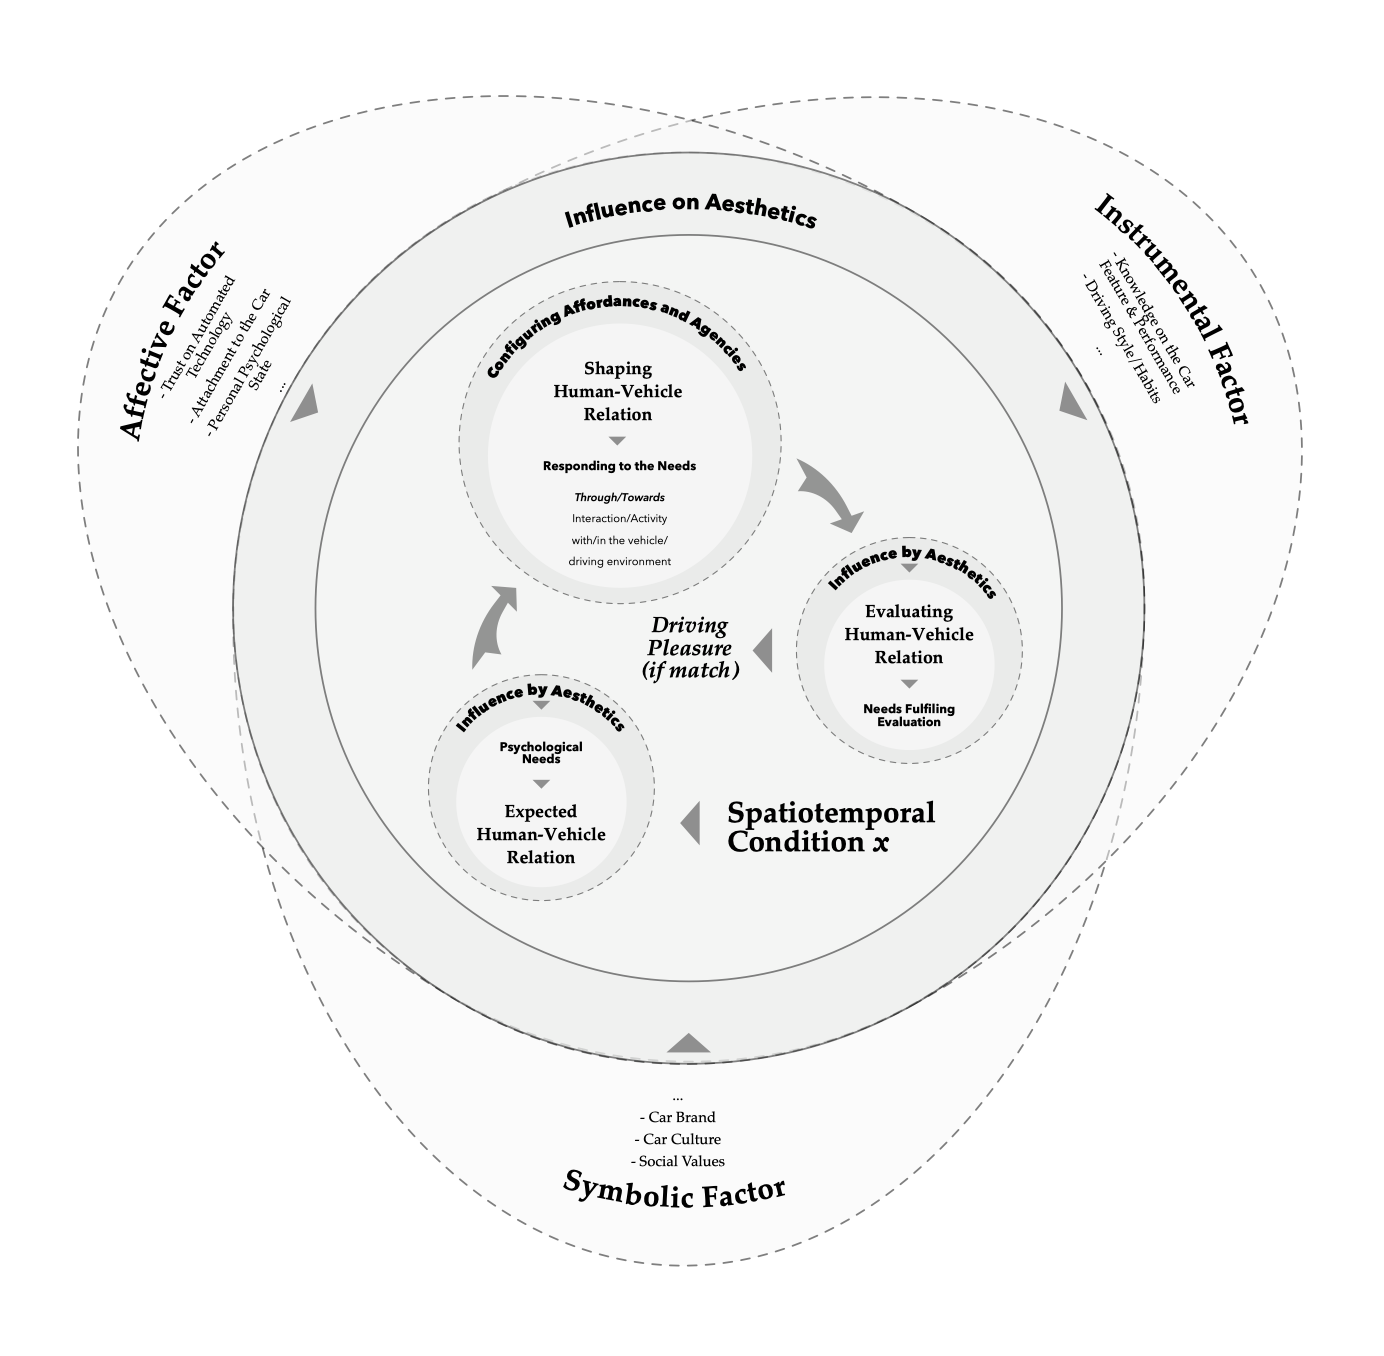 Influence on Aesthetics
Affective Factor
- Trust on Automated
Technology
- Attachment to the Car
- Personal Psychological
State
...
Instrumental Factor
- Knowledge on the Car
Feature & Performance
- Driving Style / Habits
...
Configuring Affordances and Agencies
Shaping
Human-Vehicle
Relation
Responding to the Needs
Through/Towards
Interaction/Activity
with/in the vehicle/
driving environment
Influence by Aesthetics
Evaluating
Human-Vehicle
Relation
Needs Fulfiling
Evaluation
Driving
Pleasure
(if match)
Influence by Aesthetics
Psychological
Needs
Expected
Human-Vehicle
Relation
Spatiotemporal
Condition x
...
- Car Brand
- Car Culture
- Social Values
Symbolic Factor